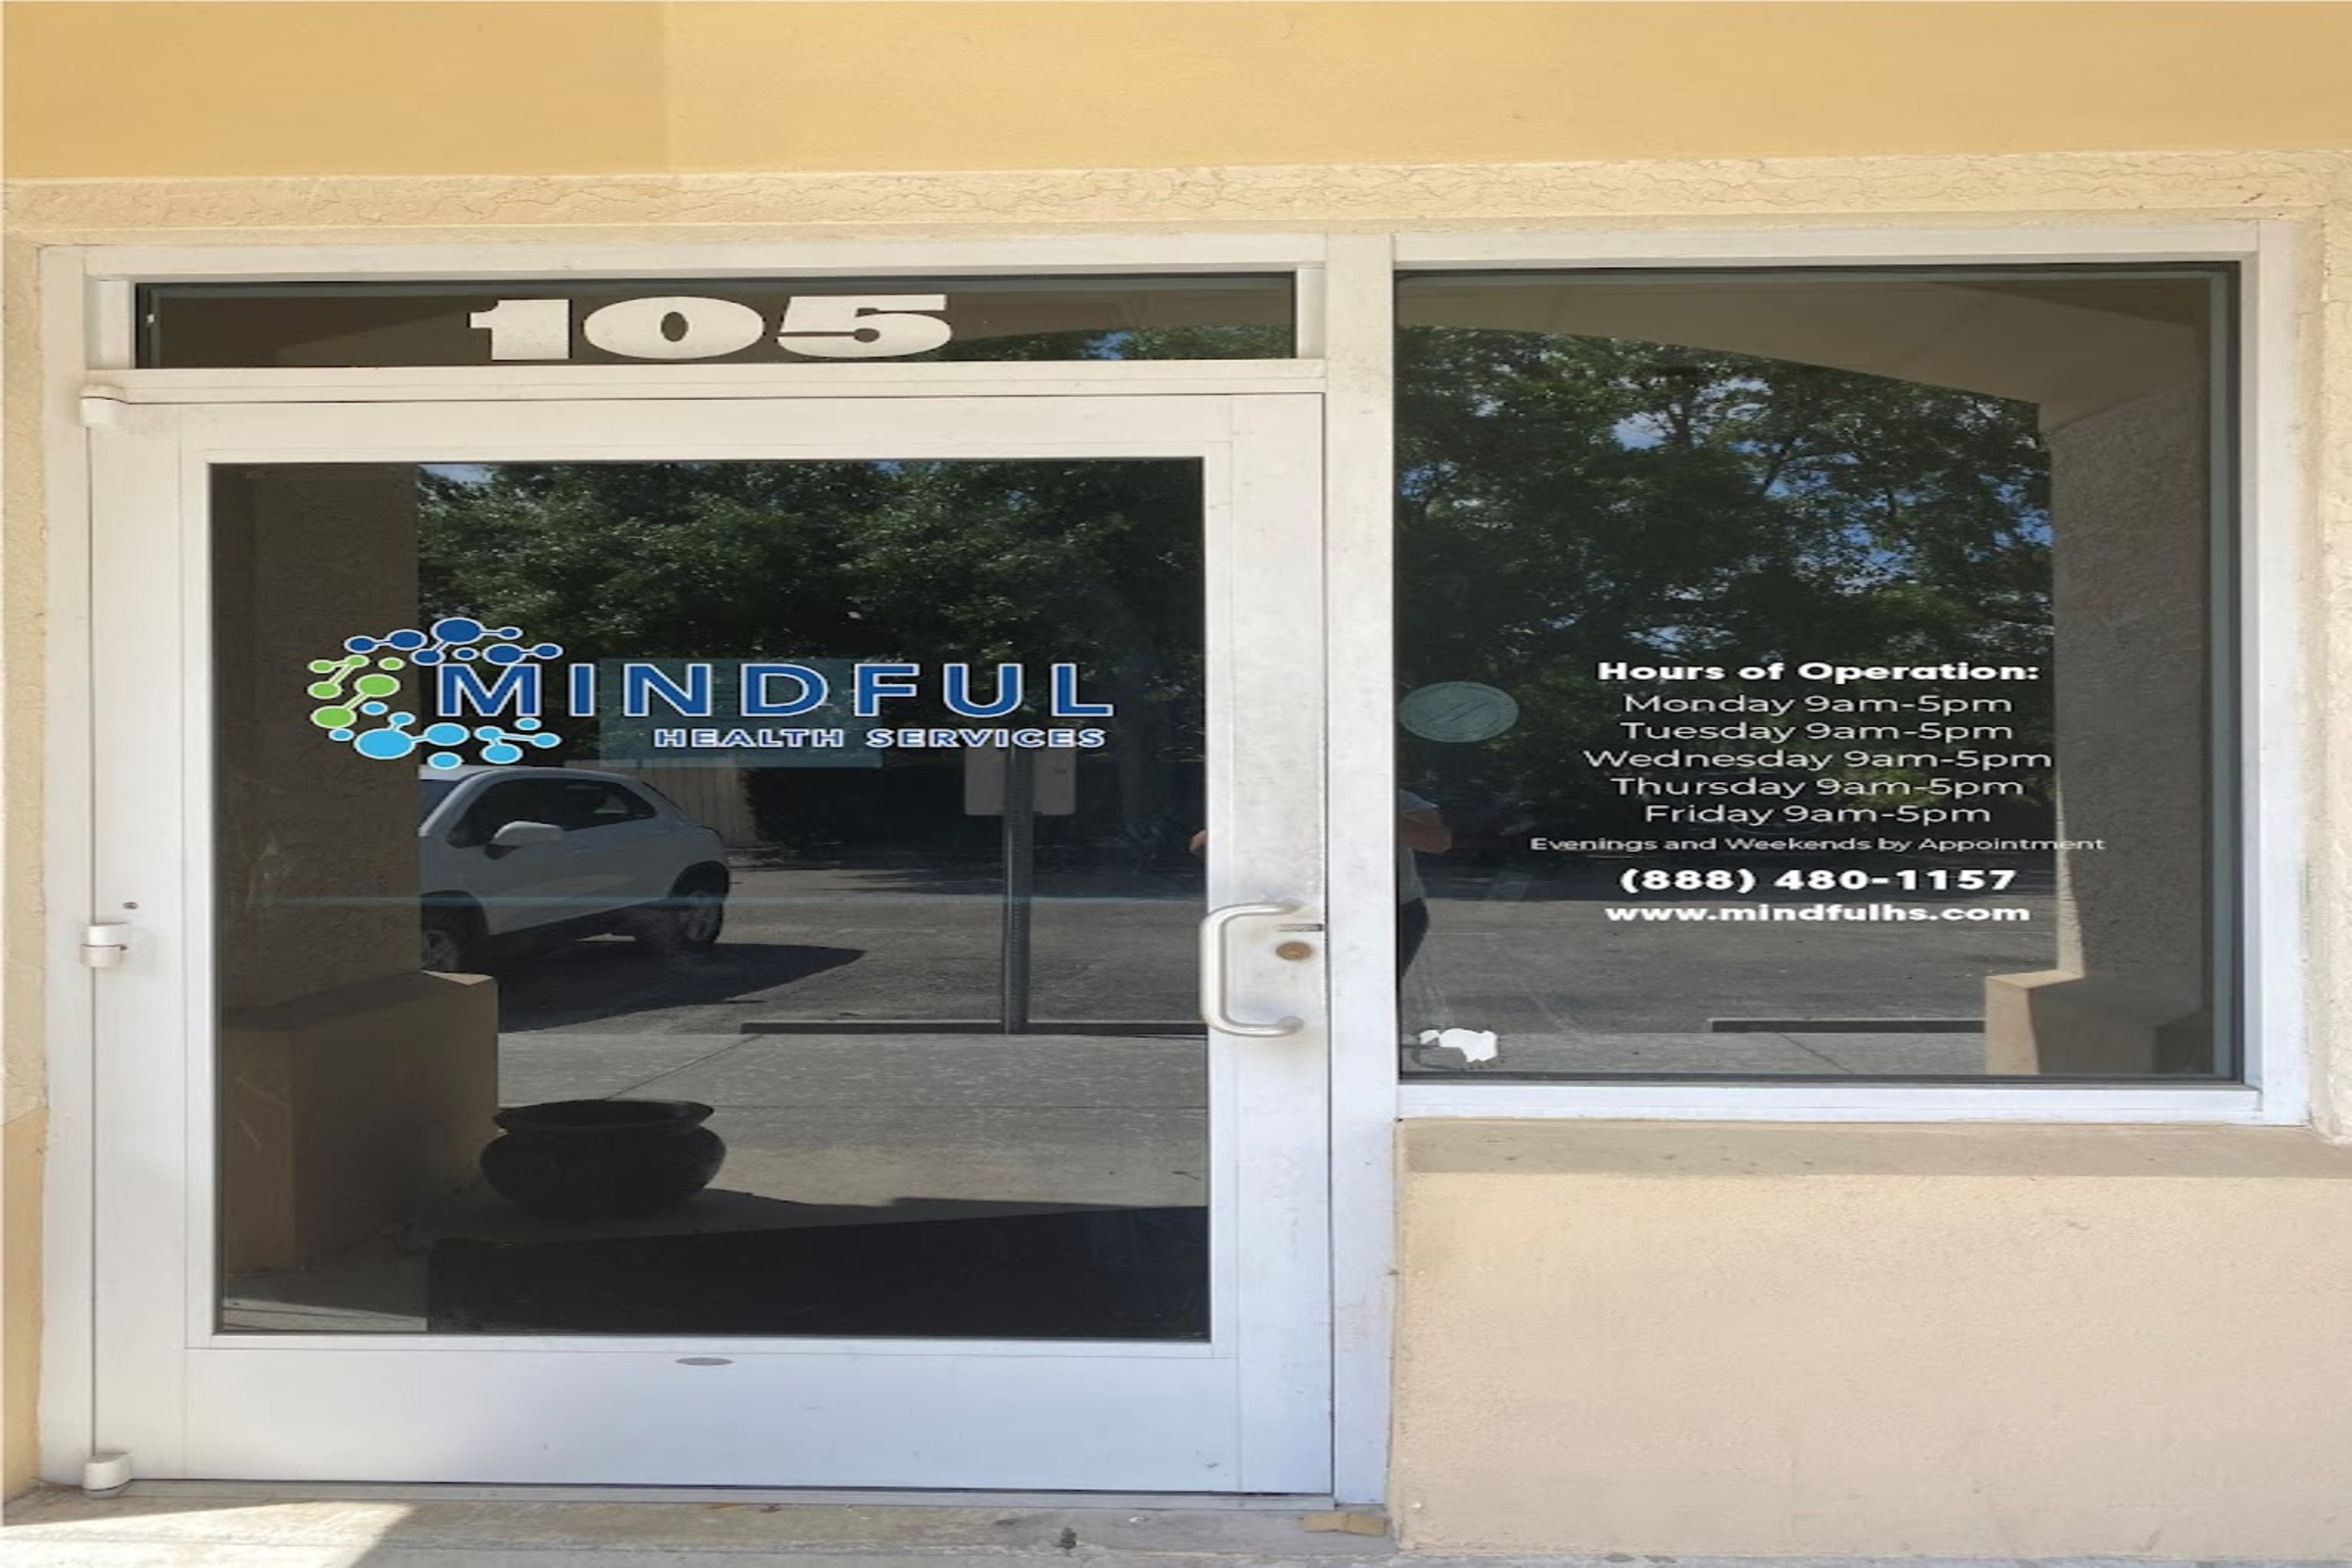 105
MINDFUL
HEALTH SERVICES
Hours of Operation:
Monday 9am-5pm
Tuesday 9am-5pm
Wednesday 9am-5pm
Thursday 9am-5pm
Friday 9am-5pm
Evenings and Weekends by Appointment
(888) 480-1157
www.mindfulhs.com